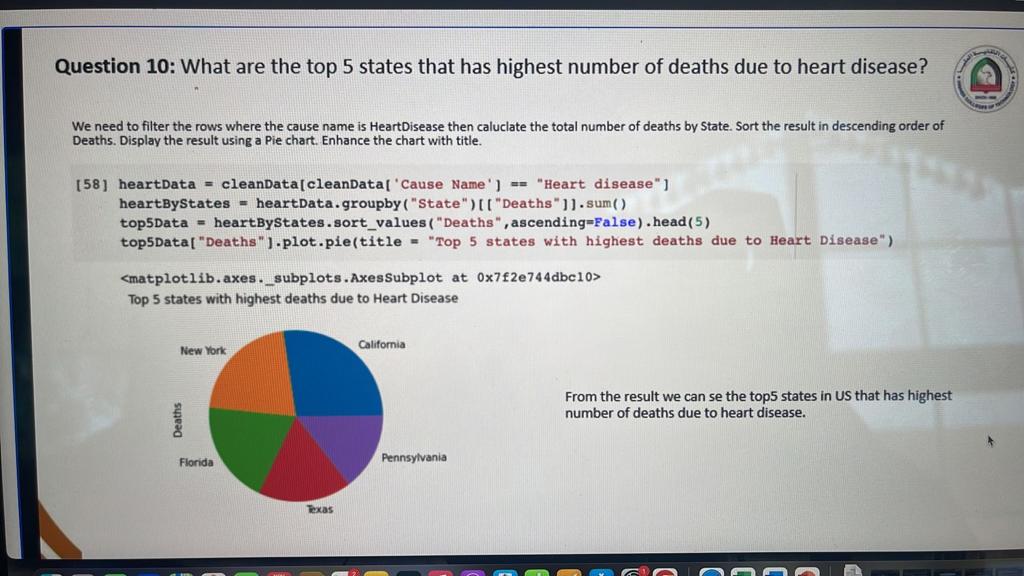 Question 10: What are the top 5 states that has highest number of deaths due to heart disease?
We need to filter the rows where the cause name is HeartDisease then caluclate the total number of deaths by State. Sort the result in descending order of
Deaths. Display the result using a Pie chart. Enhance the chart with title.
[58] heartData = cleanData[cleanData['Cause Name'] == "Heart disease"]
heartByStates = heartData.groupby("State")[["Deaths"]].sum()
top5Data = heartByStates.sort_values("Deaths",ascending=False).head(5)
top5Data["Deaths"].plot.pie(title = "Top 5 states with highest deaths due to Heart Disease")
<matplotlib.axes._subplots.AxesSubplot at 0x7f2e744dbc10>
Top 5 states with highest deaths due to Heart Disease
California
New York
Deaths
Florida
Pennsylvania
Texas
From the result we can se the top5 states in US that has highest
number of deaths due to heart disease.